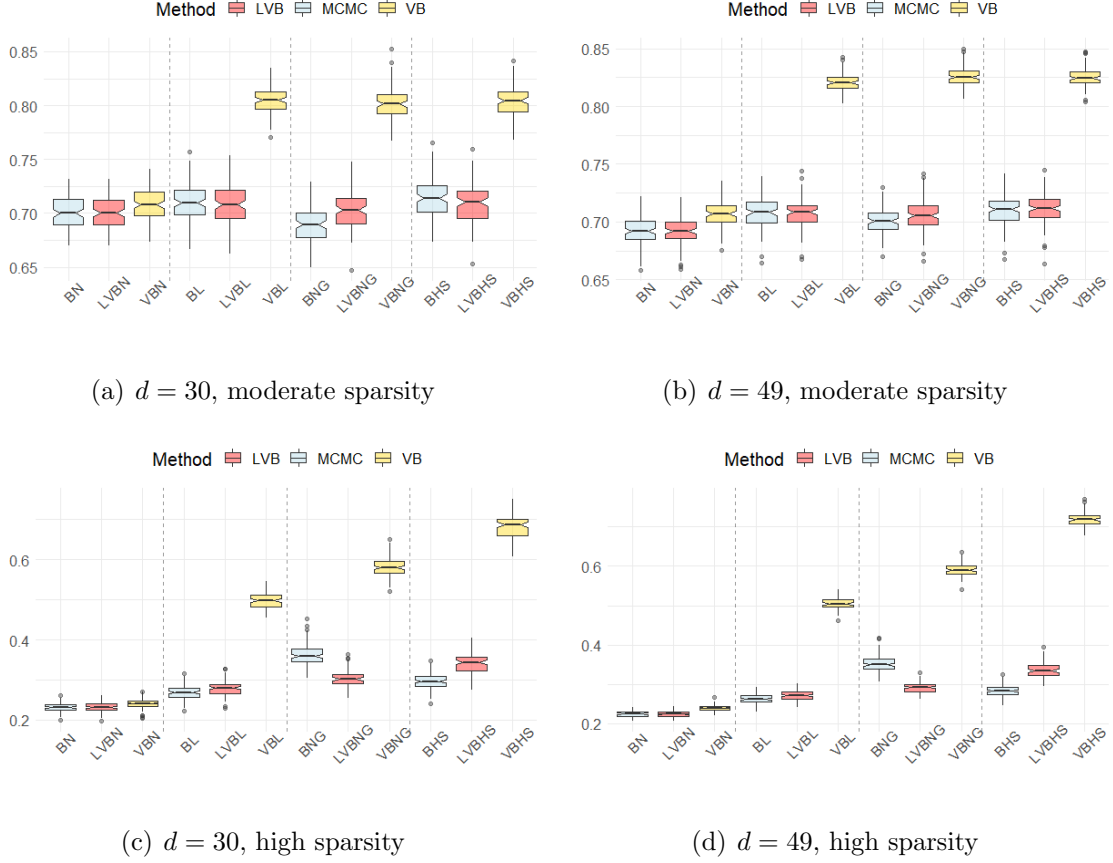 Method LVB MCMC VB
0.85
0.80
0.75
0.70
0.65
BN LVBN VBN BL LVBL VBL BNG LVBNG VBNG BHS LVBHS VBHS
(a) d = 30, moderate sparsity
Method LVB MCMC VB
0.85
0.80
0.75
0.70
0.65
BN LVBN VBN BL LVBL VBL BNG LVBNG VBNG BHS LVBHS VBHS
(b) d = 49, moderate sparsity
Method LVB MCMC VB
0.6
0.4
0.2
BN LVBN VBN BL LVBL VBL BNG LVBNG VBNG BHS LVBHS VBHS
(c) d = 30, high sparsity
Method LVB MCMC VB
0.6
0.4
0.2
BN LVBN VBN BL LVBL VBL BNG LVBNG VBNG BHS LVBHS VBHS
(d) d = 49, high sparsity